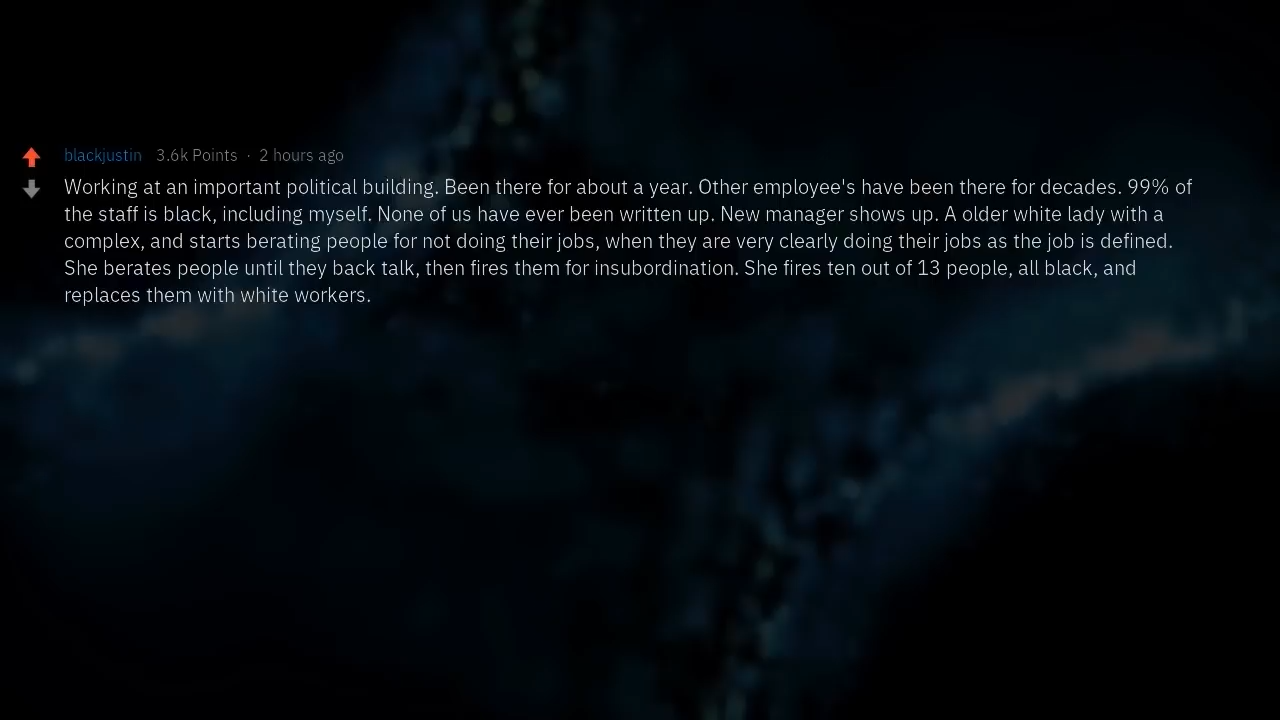 blackjustin 3.6k Points · 2 hours ago
Working at an important political building. Been there for about a year. Other employee's have been there for decades. 99% of
the staff is black, including myself. None of us have ever been written up. New manager shows up. A older white lady with a
complex, and starts berating people for not doing their jobs, when they are very clearly doing their jobs as the job is defined.
She berates people until they back talk, then fires them for insubordination. She fires ten out of 13 people, all black, and
replaces them with white workers.